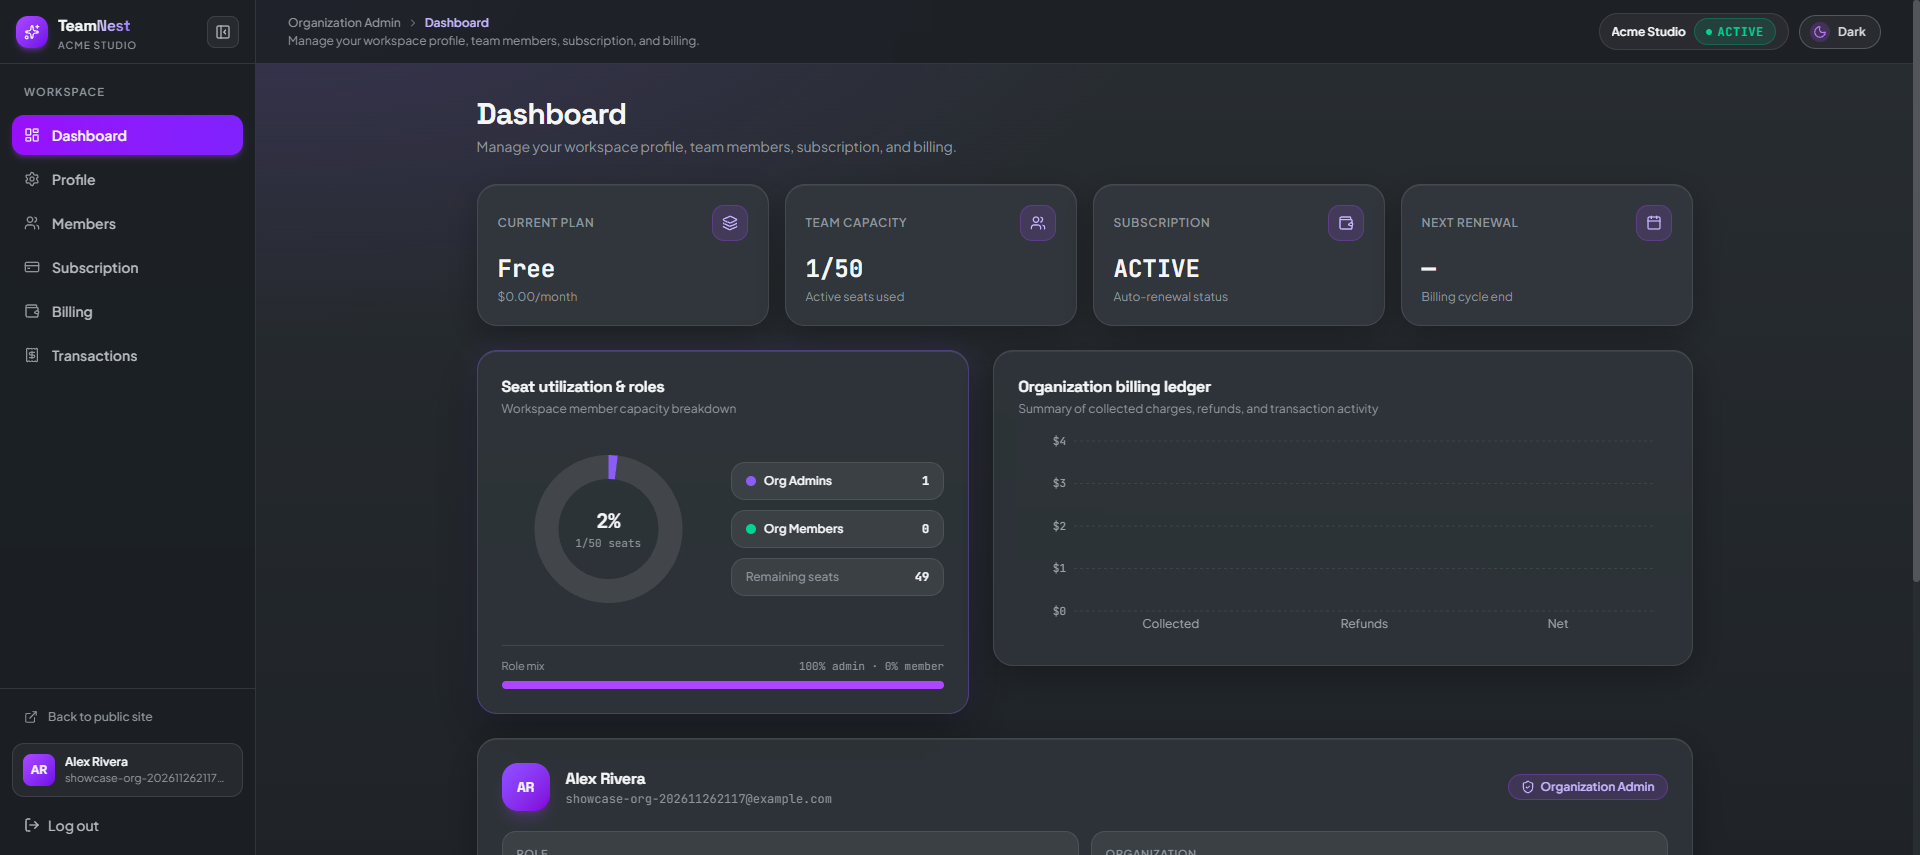 TeamNest
ACME STUDIO
WORKSPACE
Dashboard
Profile
Members
Subscription
Billing
Transactions
Back to public site
AR
Alex Rivera
showcase-org-202611262117...
Log out
Organization Admin > Dashboard
Manage your workspace profile, team members, subscription, and billing.
Acme Studio
ACTIVE
Dark
Dashboard
Manage your workspace profile, team members, subscription, and billing.
CURRENT PLAN
Free
$0.00/month
TEAM CAPACITY
1/50
Active seats used
SUBSCRIPTION
ACTIVE
Auto-renewal status
NEXT RENEWAL
—
Billing cycle end
Seat utilization & roles
Workspace member capacity breakdown
2%
1/50 seats
Org Admins 1
Org Members 0
Remaining seats 49
Role mix 100% admin · 0% member
Organization billing ledger
Summary of collected charges, refunds, and transaction activity
$4
$3
$2
$1
$0
Collected Refunds Net
AR
Alex Rivera
showcase-org-202611262117@example.com
Organization Admin
ROLE
ORGANIZATION